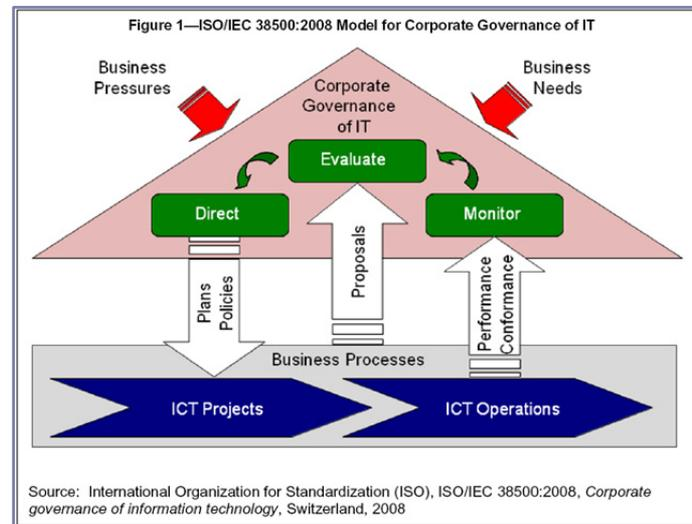 Figure 1—ISO/IEC 38500:2008 Model for Corporate Governance of IT
Business
Pressures
Business
Needs
Corporate
Governance
of IT
Evaluate
Direct
Monitor
Plans
Policies
Proposals
Performance
Conformance
Business Processes
ICT Projects
ICT Operations
Source: International Organization for Standardization (ISO), ISO/IEC 38500:2008, Corporate
governance of information technology, Switzerland, 2008